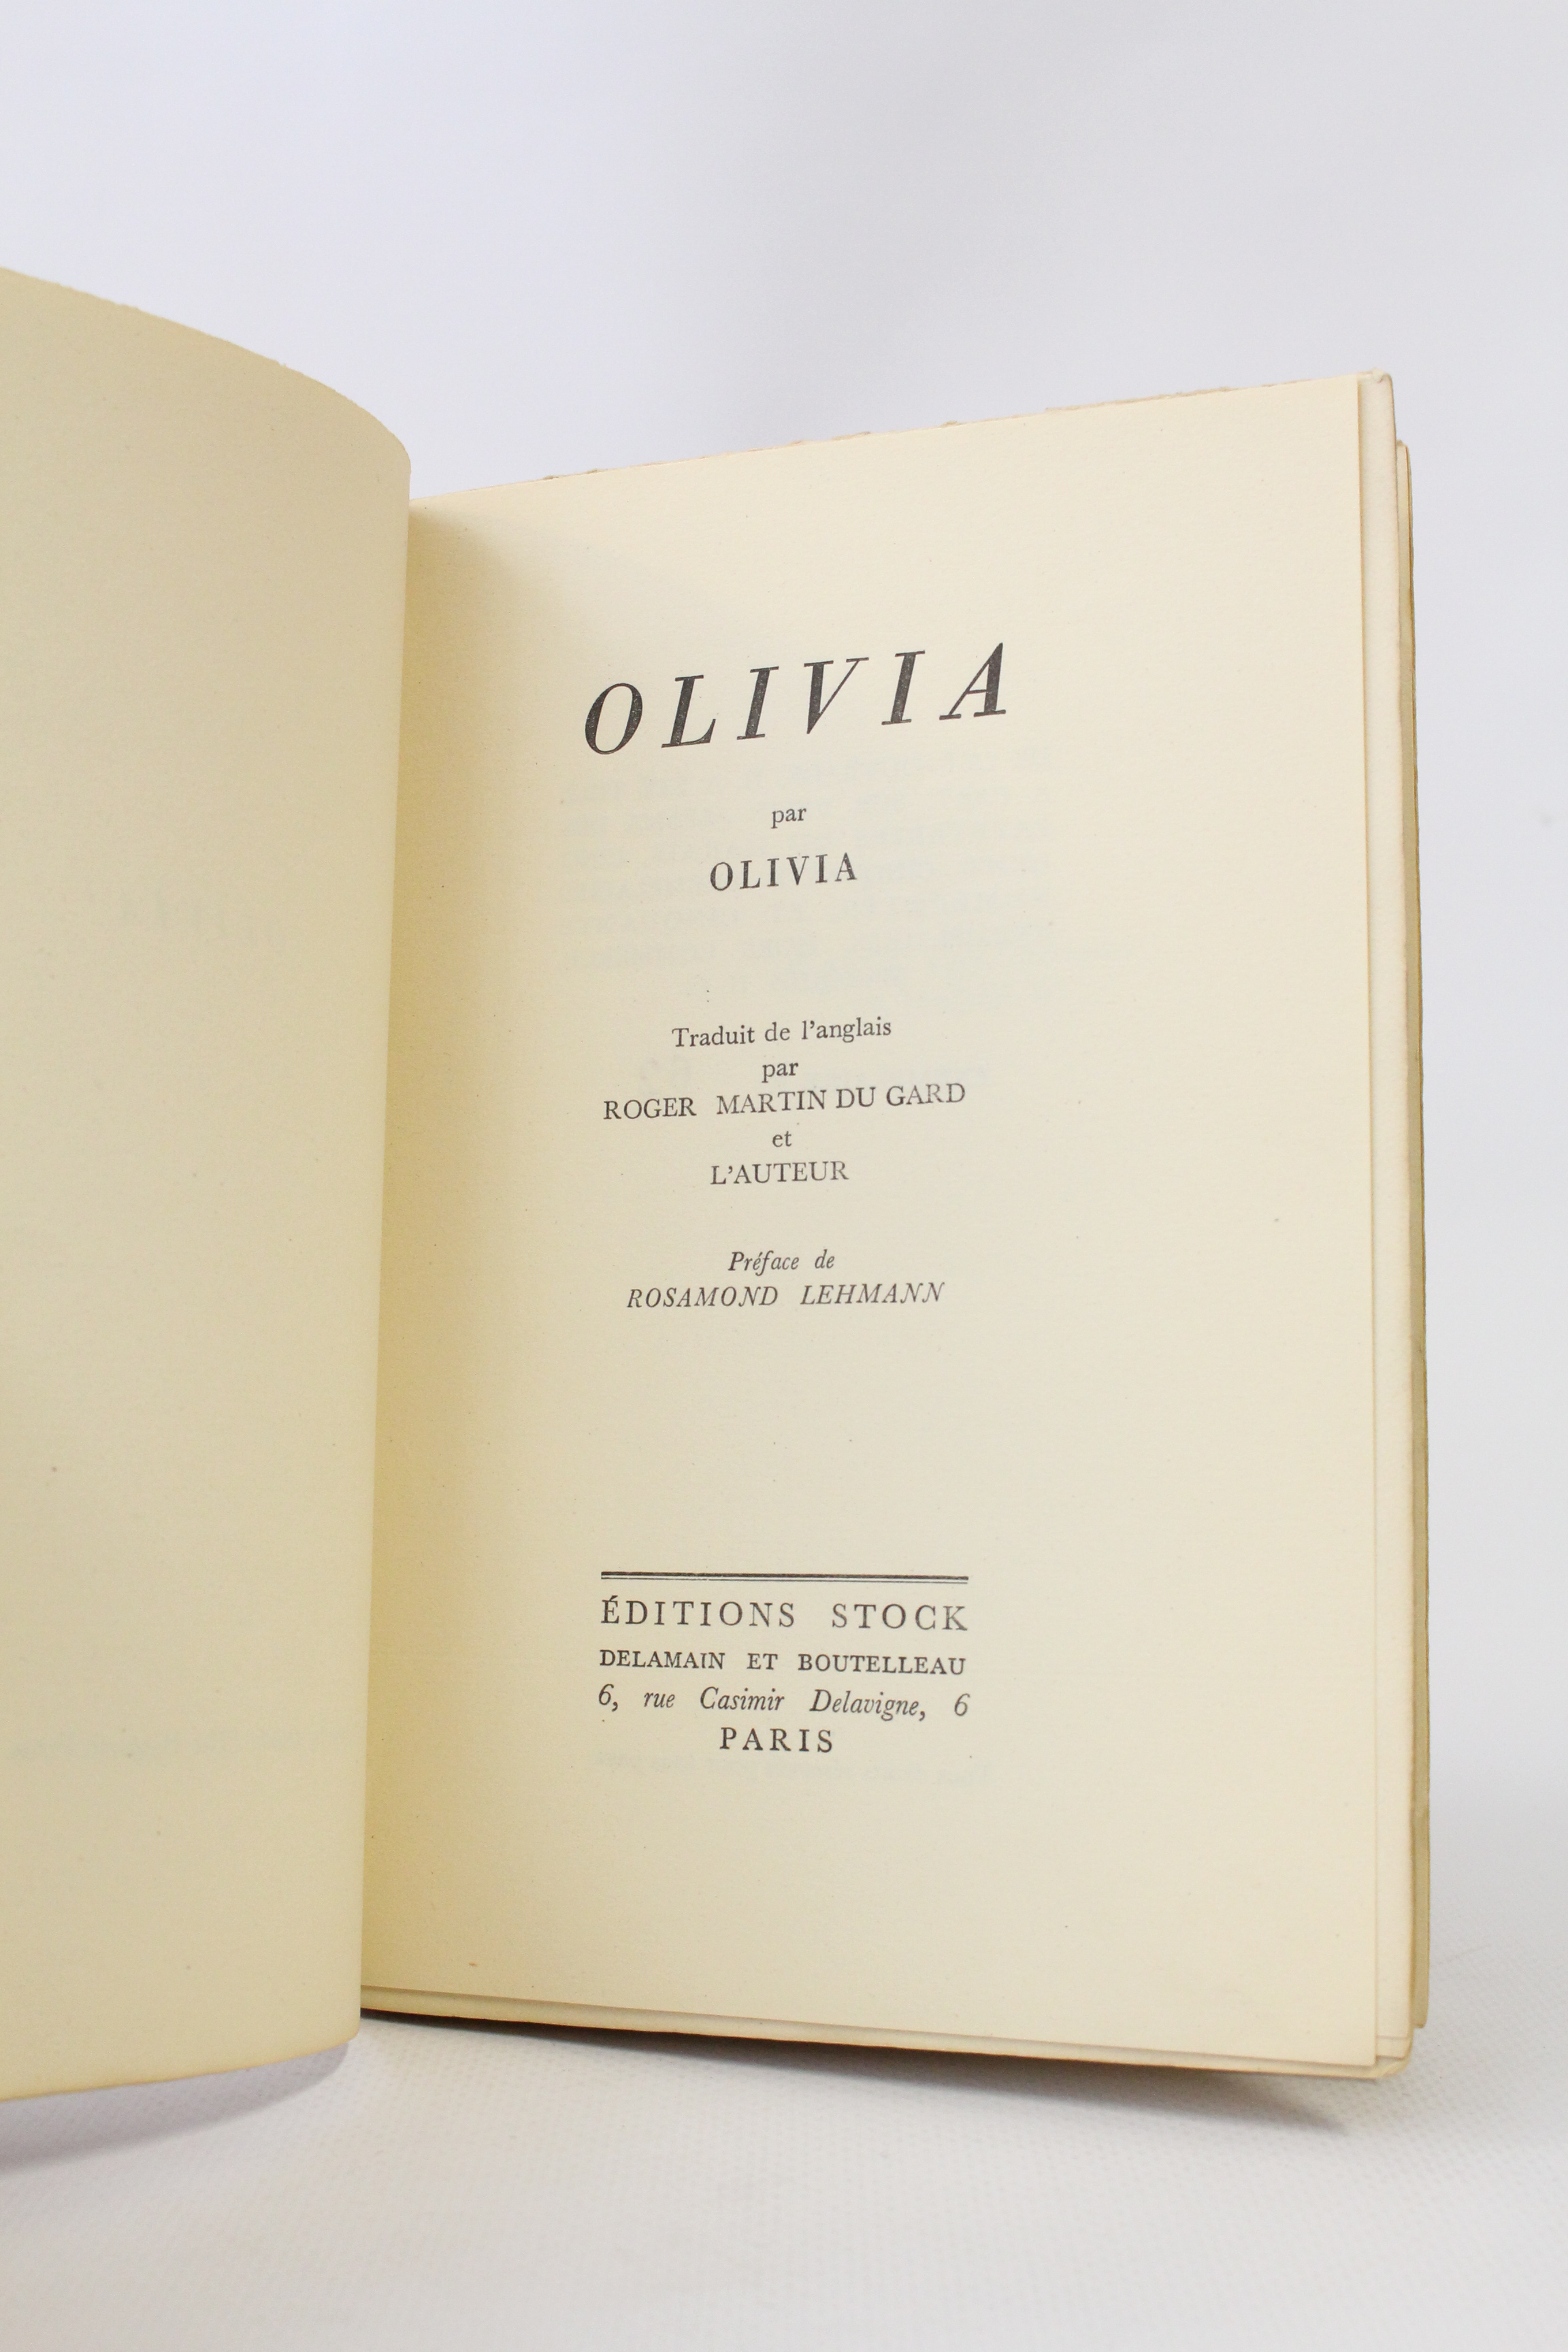 OLIVIA
par
OLIVIA
Traduit de l'anglais
par
ROGER MARTIN DU GARD
et
L'AUTEUR
Préface de
ROSAMOND LEHMANN
ÉDITIONS STOCK
DELAMAIN ET BOUTELLEAU
6, rue Casimir Delavigne, 6
PARIS